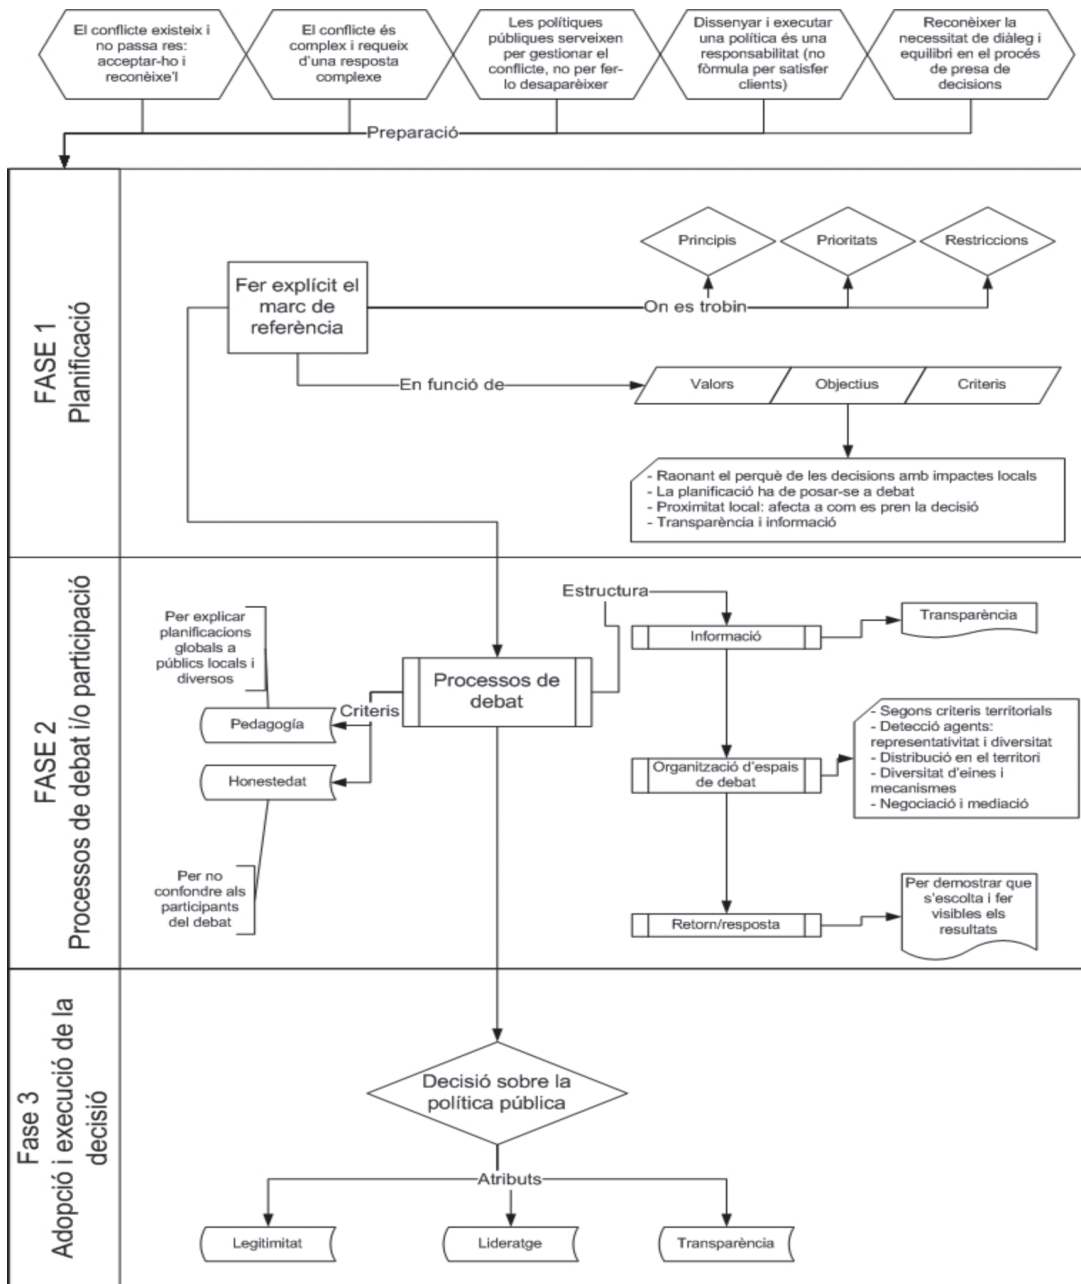 El conflicte existeix i
no passa res:
acceptar-ho i
reconèixe'l
El conflicte és
complex i requeix
d'una resposta
complexe
Les polítiques
públiques serveixen
per gestionar el
conflicte, no per fer-
lo desaparèixer
Dissenyar i executar
una política és una
responsabilitat (no
fòrmula per satisfer
clients)
Reconèixer la
necessitat de diàleg i
equilibri en el procés
de presa de
decisions
Preparació
FASE 1
Planificació
Fer explícit el
marc de
referència
Principis
Prioritats
Restriccions
On es trobin
En funció de
Valors
Objectius
Criteris
- Raonant el perquè de les decisions amb impactes locals
- La planificació ha de posar-se a debat
- Proximitat local: afecta a com es pren la decisió
- Transparència i informació
FASE 2
Processos de debat i/o participació
Per explicar
planificacions
globals a
públics locals i
diversos
Pedagogía
Honestedat
Per no
confondre als
participants
del debat
Criteris
Processos de
debat
Estructura
Informació
Transparència
Organització d'espais
de debat
- Segons criteris territorials
- Detecció agents:
representativitat i diversitat
- Distribució en el territori
- Diversitat d'eines i
mecanismes
- Negociació i mediació
Retorn/resposta
Per demostrar que
s'escolta i fer
visibles els
resultats
Fase 3
Adopció i execució de la
decisió
Decisió sobre la
política pública
Atributs
Legitimitat
Lideratge
Transparència